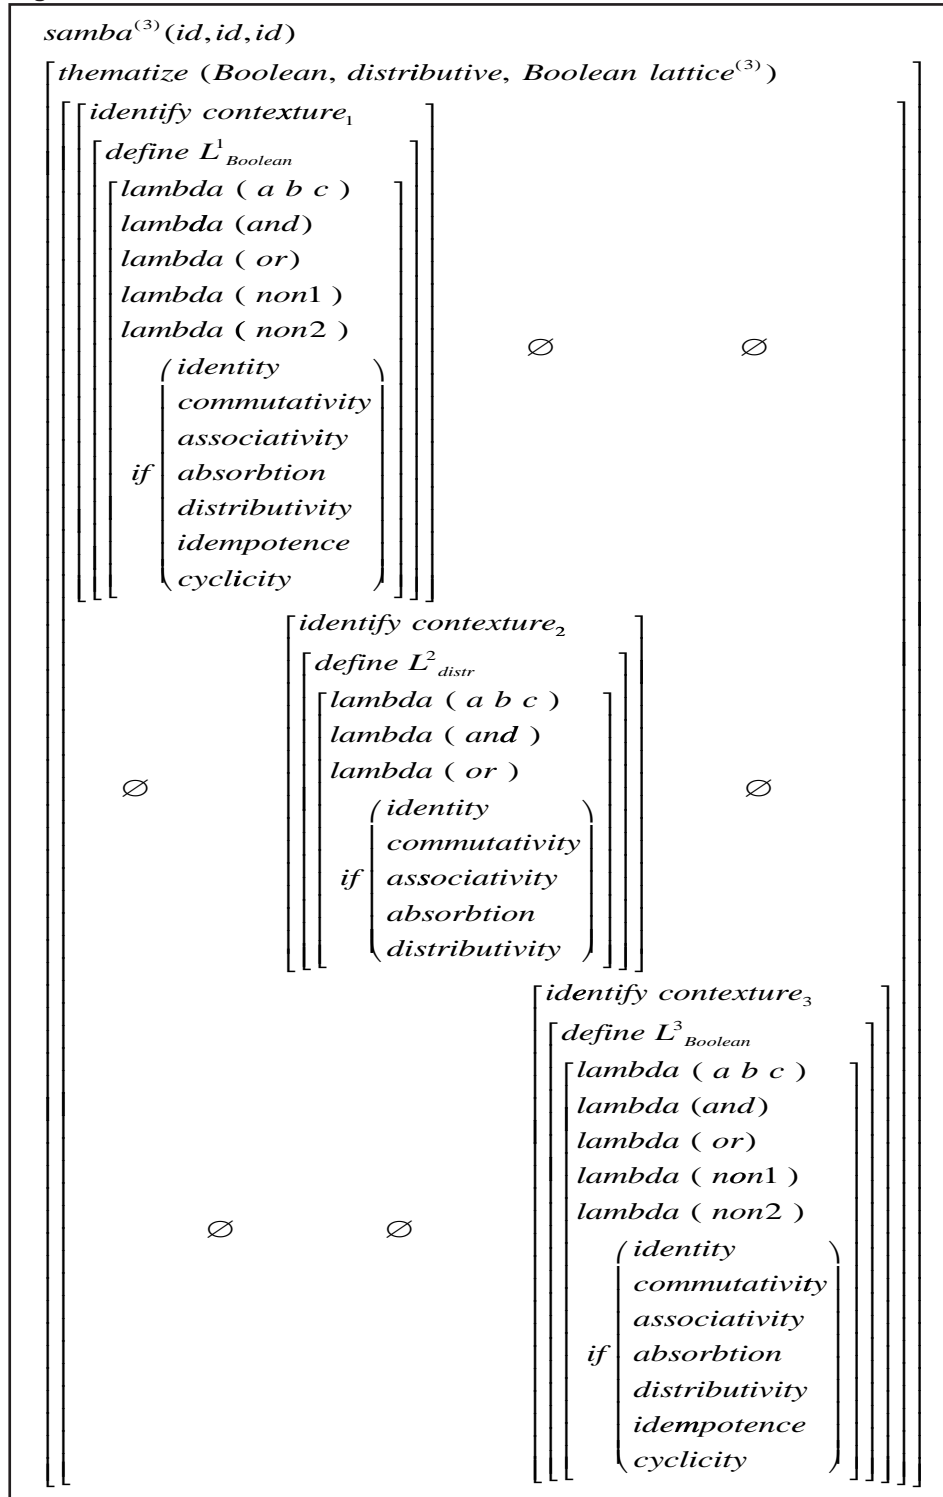 samba(3)(id,id,id)
thematize (Boolean, distributive, Boolean lattice(3))
identify contexture1
define L1Boolean
lambda ( a b c )
lambda (and)
lambda ( or)
lambda ( non1 )
lambda ( non2 )
∅ ∅
identity
commutativity
associativity
if absorbtion
distributivity
idempotence
cyclicity
identify contexture2
define L2distr
lambda ( a b c )
lambda ( and )
lambda ( or )
∅ ∅
identity
commutativity
if associativity
absorbtion
distributivity
identify contexture3
define L3Boolean
lambda ( a b c )
lambda (and)
lambda ( or)
lambda ( non1 )
lambda ( non2 )
∅ ∅
identity
commutativity
associativity
if absorbtion
distributivity
idempotence
cyclicity